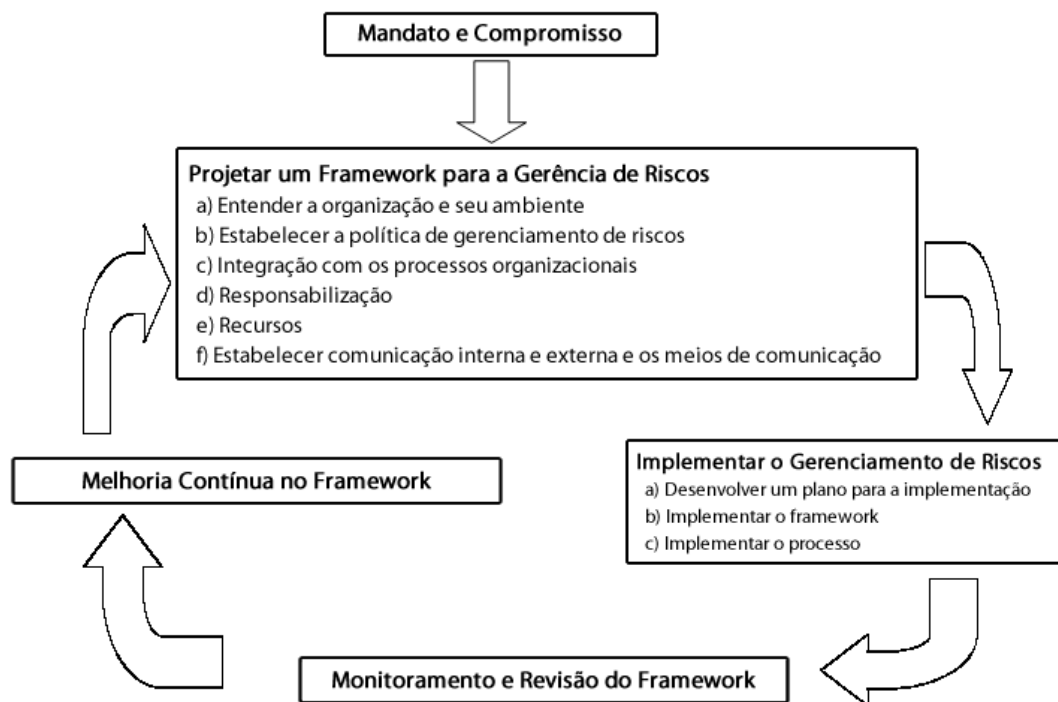 Mandato e Compromisso
Projetar um Framework para a Gerência de Riscos
a) Entender a organização e seu ambiente
b) Estabelecer a política de gerenciamento de riscos
c) Integração com os processos organizacionais
d) Responsabilização
e) Recursos
f) Estabelecer comunicação interna e externa e os meios de comunicação
Implementar o Gerenciamento de Riscos
a) Desenvolver um plano para a implementação
b) Implementar o framework
c) Implementar o processo
Monitoramento e Revisão do Framework
Melhoria Contínua no Framework